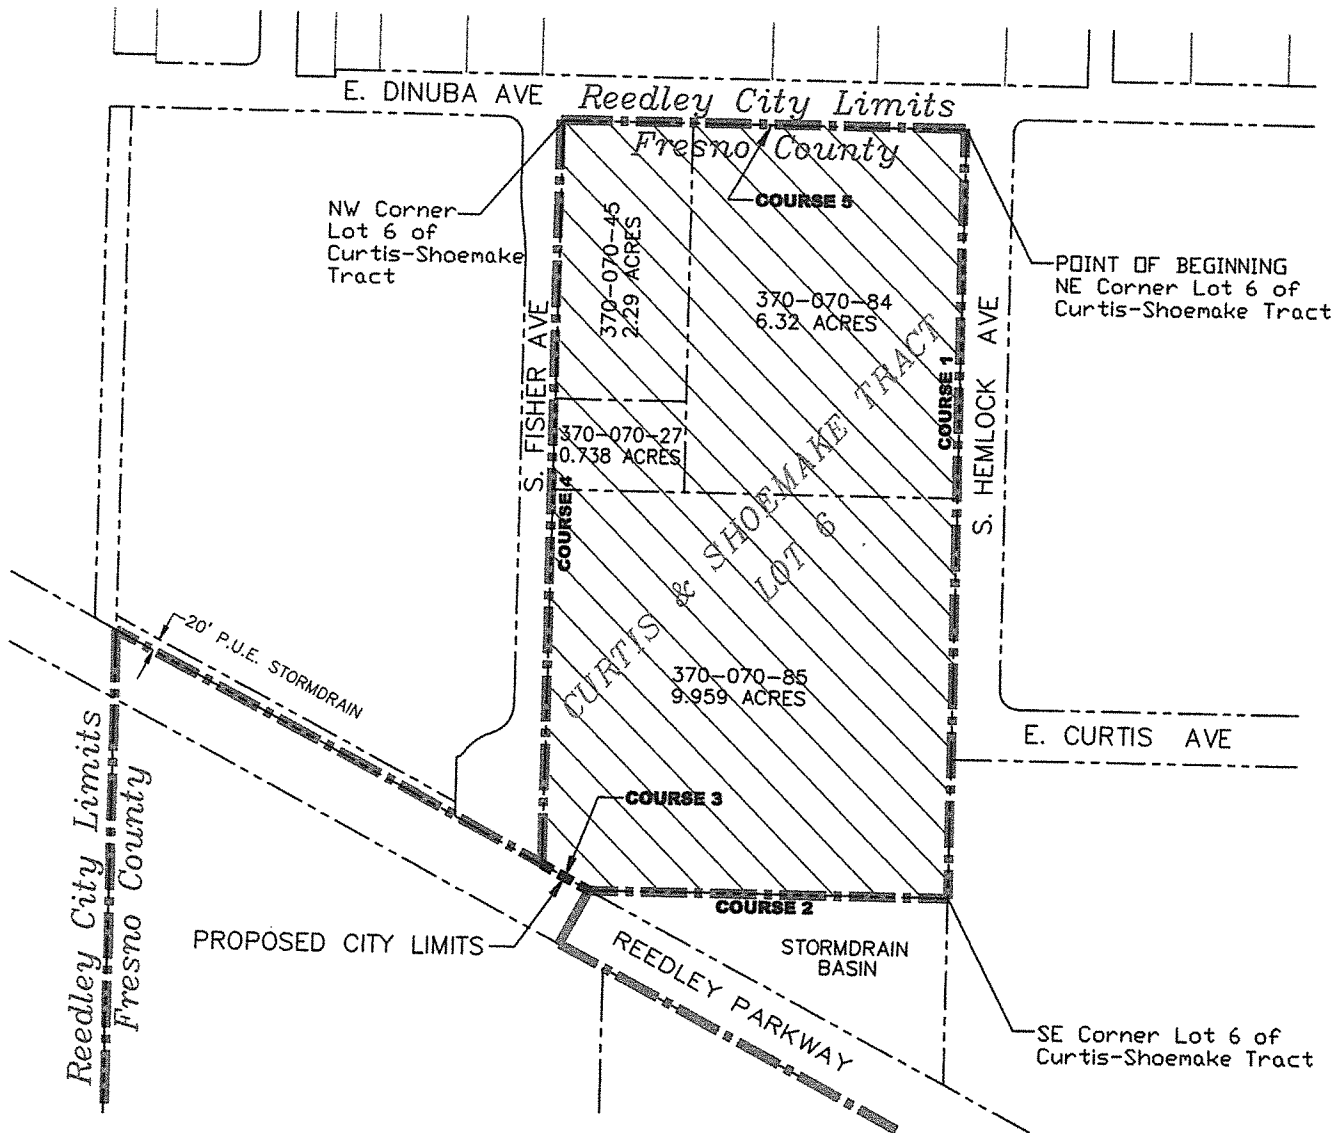 E. DINUBA AVE
Reedley City Limits
Fresno County
COURSE 5
NW Corner
Lot 6 of
Curtis-Shoemake
Tract
370-070-45
2.29 ACRES
370-070-84
6.32 ACRES
POINT OF BEGINNING
NE Corner Lot 6 of
Curtis-Shoemake Tract
S. FISHER AVE
COURSE 1
S. HEMLOCK AVE
370-070-27
0.738 ACRES
COURSE 4
CURTIS & SHOEMAKE TRACT
LOT 6
20' P.U.E. STORMDRAIN
370-070-85
9.959 ACRES
E. CURTIS AVE
COURSE 3
Reedley City Limits
Fresno County
COURSE 2
PROPOSED CITY LIMITS
REEDLEY PARKWAY
STORMDRAIN
BASIN
SE Corner Lot 6 of
Curtis-Shoemake Tract